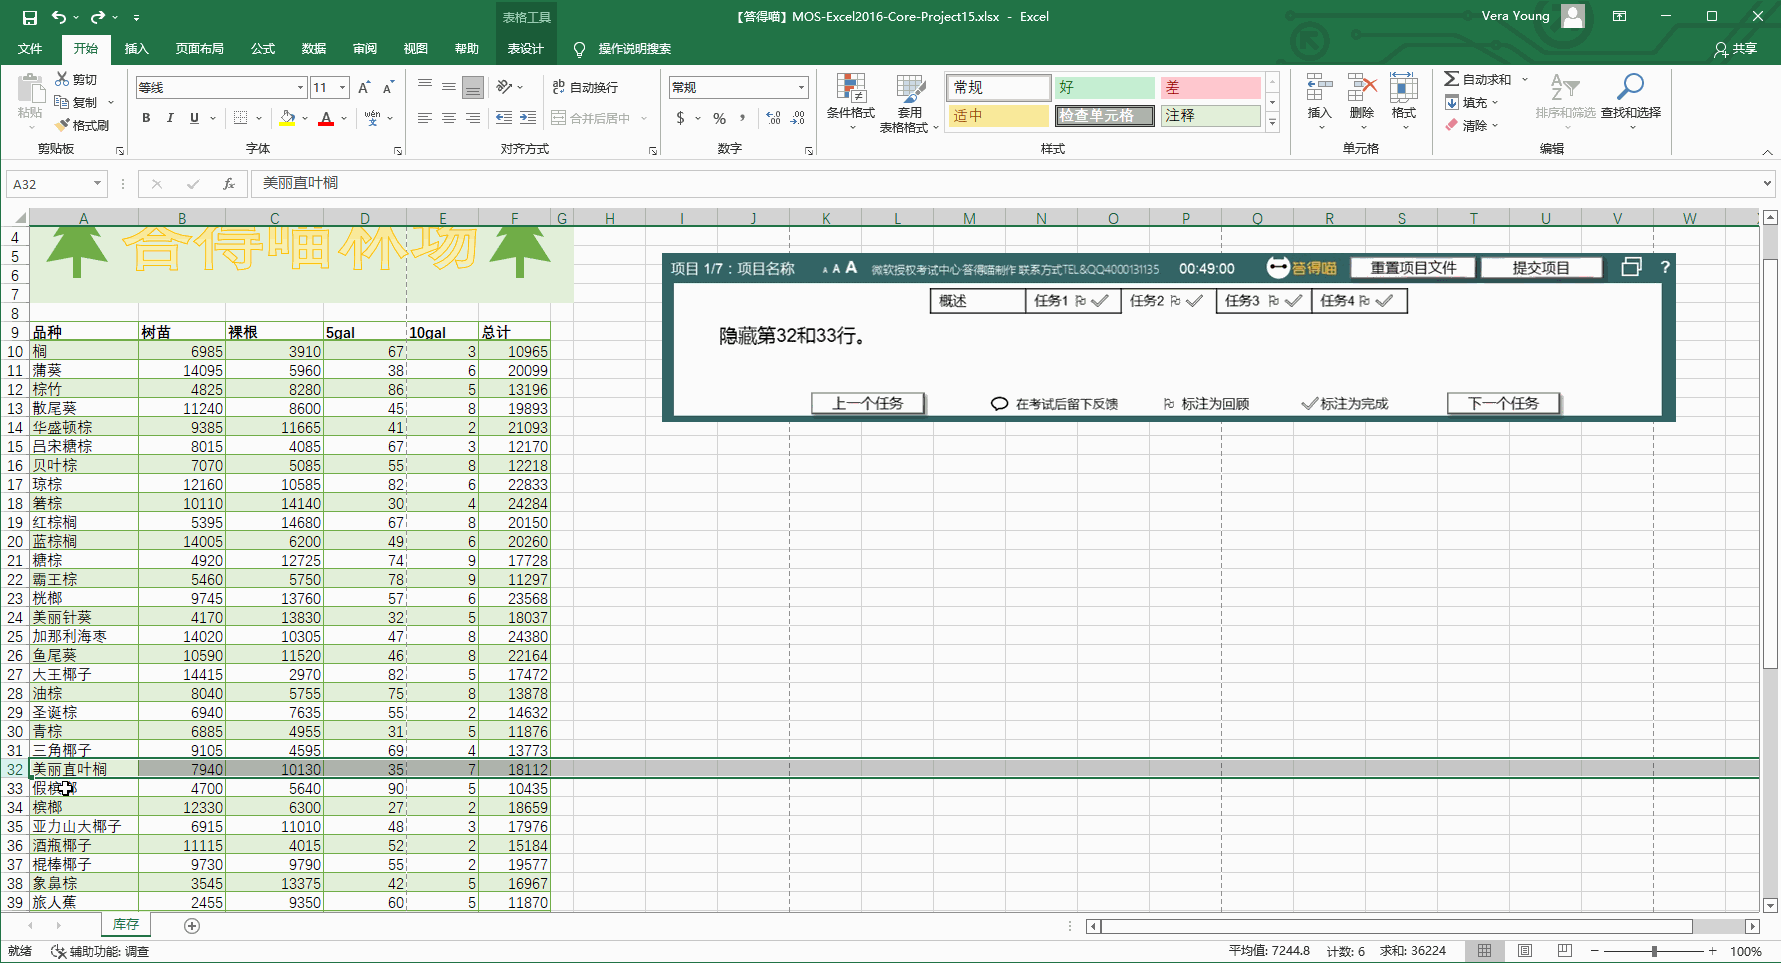 表格工具
【答得喵】MOS-Excel2016-Core-Project15.xlsx - Excel
Vera Young
文件 开始 插入 页面布局 公式 数据 审阅 视图 帮助 表设计 操作说明搜索 共享
粘贴 剪切 复制 格式刷
等线 11 B I U A A A wén 文
自动换行 合并后居中
常规 $ % ,
条件格式 套用表格格式
常规 好 差
适中 检查单元格 注释
插入 删除 格式
自动求和 填充 清除 排序和筛选 查找和选择
剪贴板 字体 对齐方式 数字 样式 单元格 编辑
A32 fx 美丽直叶榈
A B C D E F G H I J K L M N O P Q R S T U V W
4
5
6
7
8
答得喵林场
项目 1/7：项目名称 A A A 微软授权考试中心·答得喵制作 联系方式TEL&QQ4000131135 00:49:00 答得喵 重置项目文件 提交项目 ?
概述 任务1 任务2 任务3 任务4
隐藏第32和33行。
上一个任务 在考试后留下反馈 标注为回顾 标注为完成 下一个任务
9 品种 树苗 裸根 5gal 10gal 总计
10 榈 6985 3910 67 3 10965
11 蒲葵 14095 5960 38 6 20099
12 棕竹 4825 8280 86 5 13196
13 散尾葵 11240 8600 45 8 19893
14 华盛顿棕 9385 11665 41 2 21093
15 吕宋糖棕 8015 4085 67 3 12170
16 贝叶棕 7070 5085 55 8 12218
17 琼棕 12160 10585 82 6 22833
18 箬棕 10110 14140 30 4 24284
19 红棕榈 5395 14680 67 8 20150
20 蓝棕榈 14005 6200 49 6 20260
21 糖棕 4920 12725 74 9 17728
22 霸王棕 5460 5750 78 9 11297
23 桄榔 9745 13760 57 6 23568
24 美丽针葵 4170 13830 32 5 18037
25 加那利海枣 14020 10305 47 8 24380
26 鱼尾葵 10590 11520 46 8 22164
27 大王椰子 14415 2970 82 5 17472
28 油棕 8040 5755 75 8 13878
29 圣诞棕 6940 7635 55 2 14632
30 青棕 6885 4955 31 5 11876
31 三角椰子 9105 4595 69 4 13773
32 美丽直叶榈 7940 10130 35 7 18112
33 假槟榔 4700 5640 90 5 10435
34 槟榔 12330 6300 27 2 18659
35 亚力山大椰子 6915 11010 48 3 17976
36 酒瓶椰子 11115 4015 52 2 15184
37 棍棒椰子 9730 9790 55 2 19577
38 象鼻棕 3545 13375 42 5 16967
39 旅人蕉 2455 9350 60 5 11870
库存
就绪 辅助功能: 调查 平均值: 7244.8 计数: 6 求和: 36224 100%